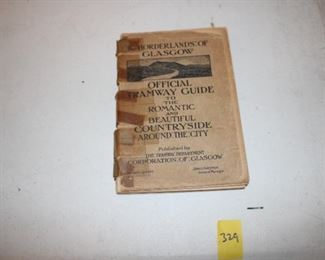 BORDERLANDS OF
GLASGOW
OFFICIAL
TRAMWAY GUIDE
TO
THE
ROMANTIC
AND
BEAUTIFUL
COUNTRYSIDE
AROUND THE CITY
Published by
THE TRAMWAY DEPARTMENT
CORPORATION OF GLASGOW
329